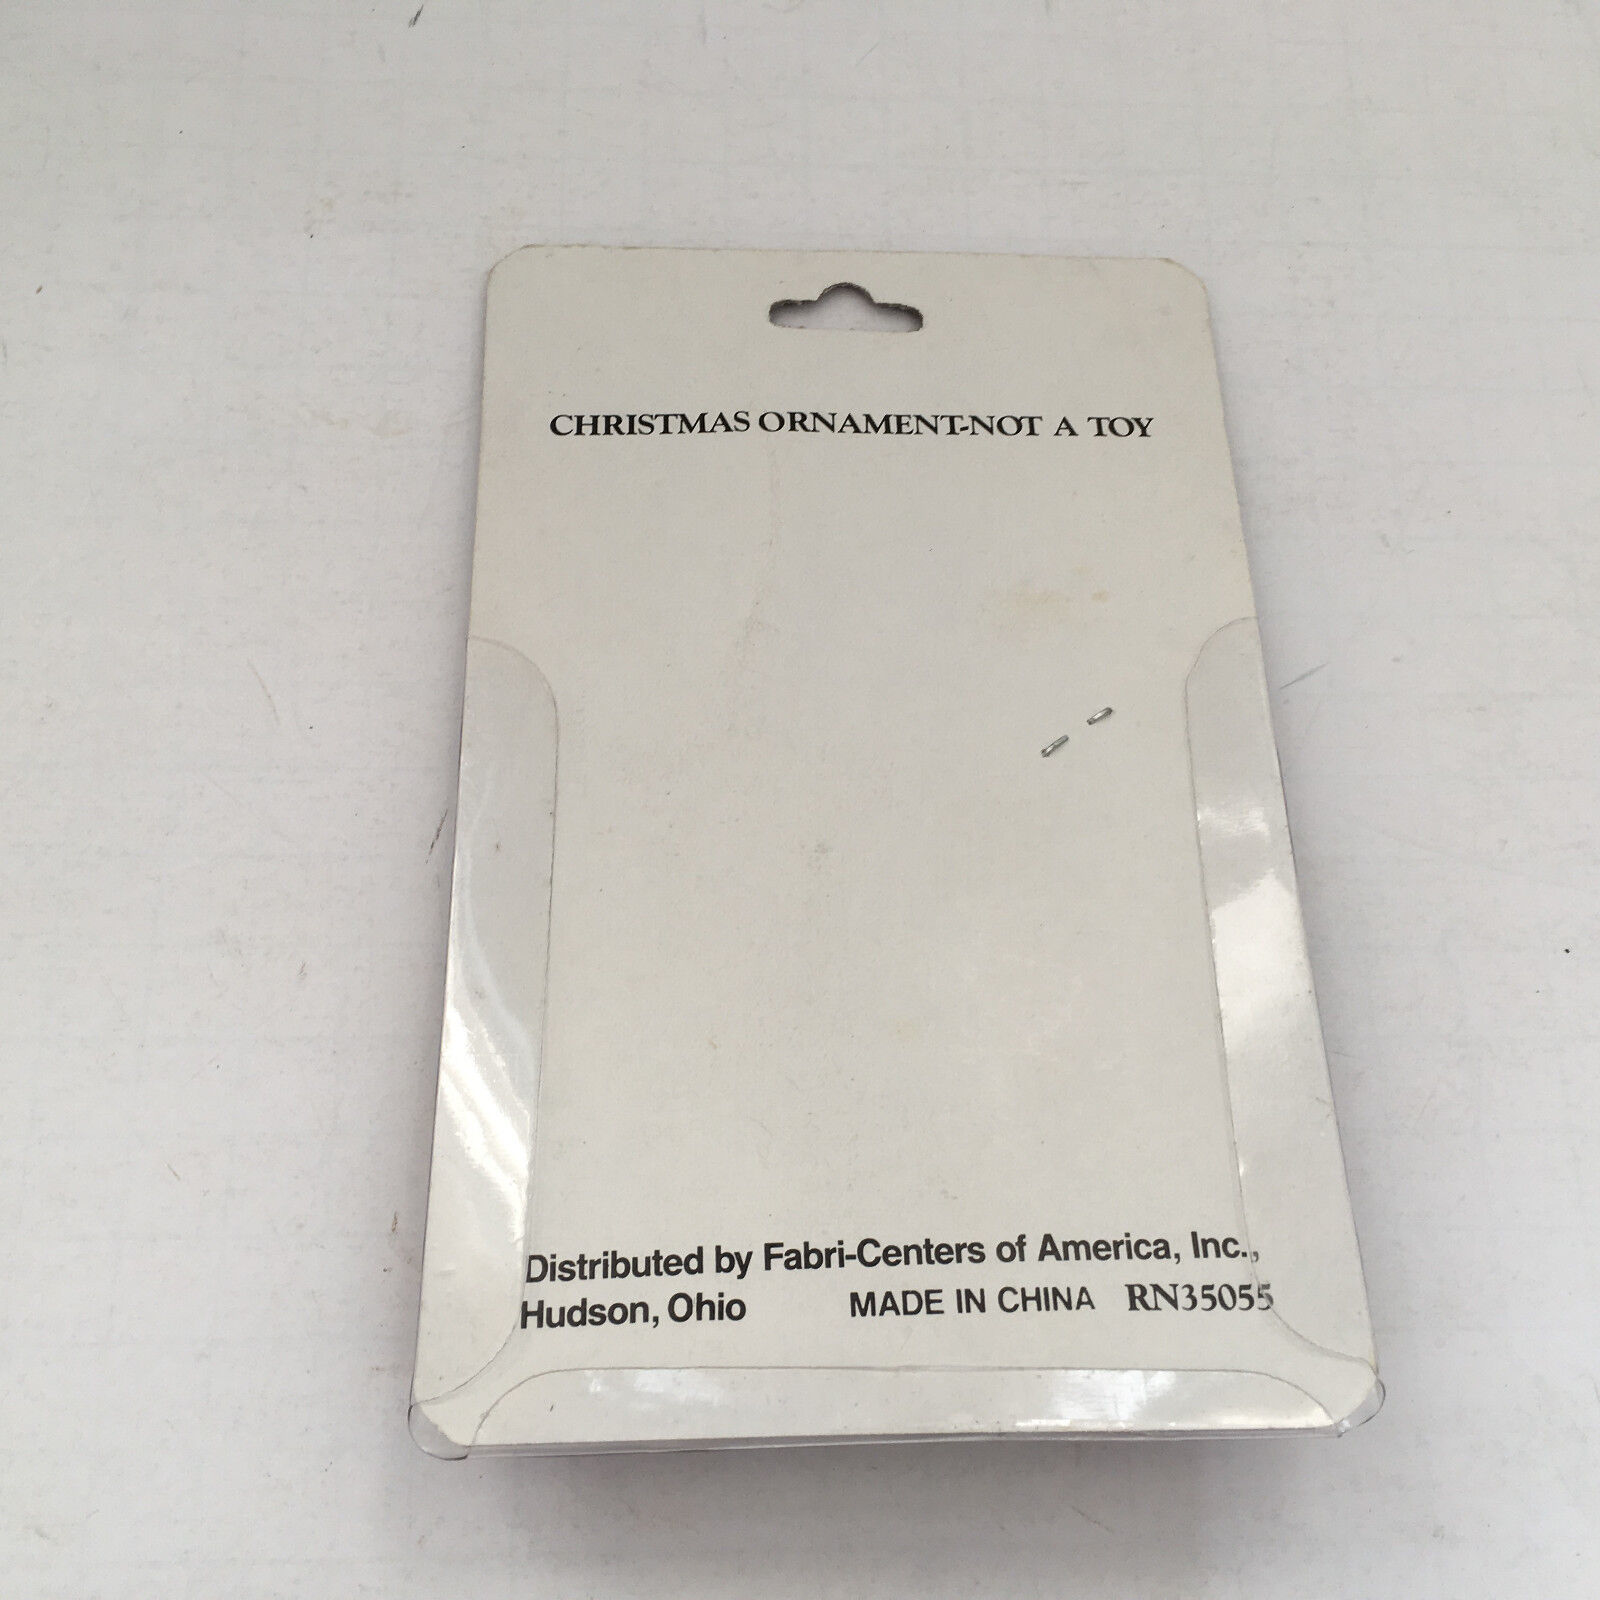 CHRISTMAS ORNAMENT-NOT A TOY
Distributed by Fabri-Centers of America, Inc.,
Hudson, Ohio MADE IN CHINA RN35055